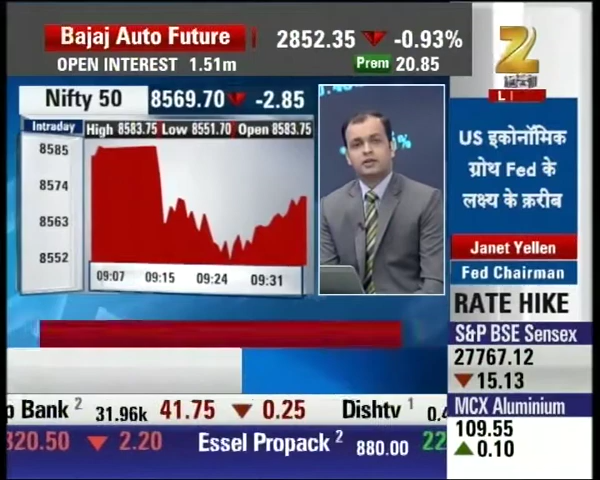 Bajaj Auto Future 2852.35 -0.93%
OPEN INTEREST 1.51m Prem 20.85
Nifty 50 8569.70 -2.85
Intraday High 8583.75 Low 8551.70 Open 8583.75
8585
8574
8563
8552
09:07 09:15 09:24 09:31
US इकोनॉमिक
ग्रोथ Fed के
लक्ष्य के क़रीब
Janet Yellen
Fed Chairman
RATE HIKE
S&P BSE Sensex
27767.12
15.13
MCX Aluminium
109.55
0.10
Bank 2 31.96k 41.75 0.25 Dishtv 1
320.50 2.20 Essel Propack 2 880.00